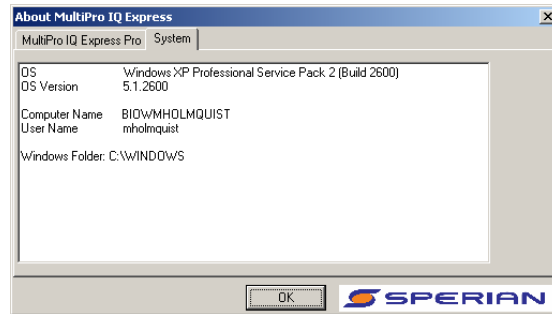 About MultiPro IQ Express
MultiPro IQ Express Pro System
OS Windows XP Professional Service Pack 2 (Build 2600)
OS Version 5.1.2600
Computer Name BIOWMHOLMQUIST
User Name mholmquist
Windows Folder: C:\WINDOWS
OK SPERIAN